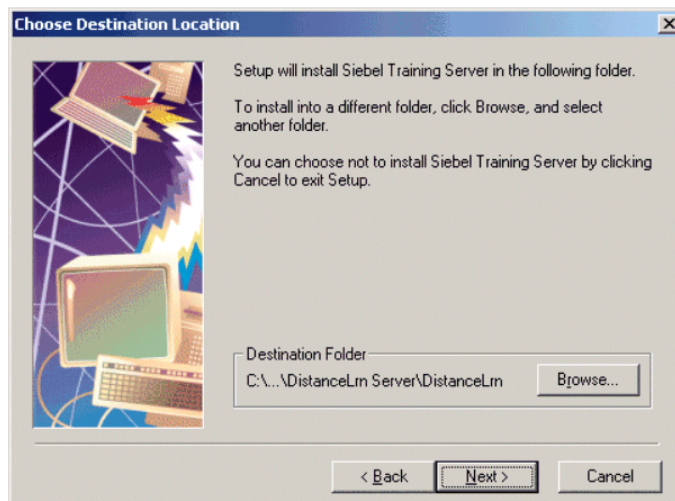 Choose Destination Location
Setup will install Siebel Training Server in the following folder.
To install into a different folder, click Browse, and select
another folder.
You can choose not to install Siebel Training Server by clicking
Cancel to exit Setup.
Destination Folder
C:\...\DistanceLrn Server\DistanceLrn
Browse...
< Back
Next >
Cancel